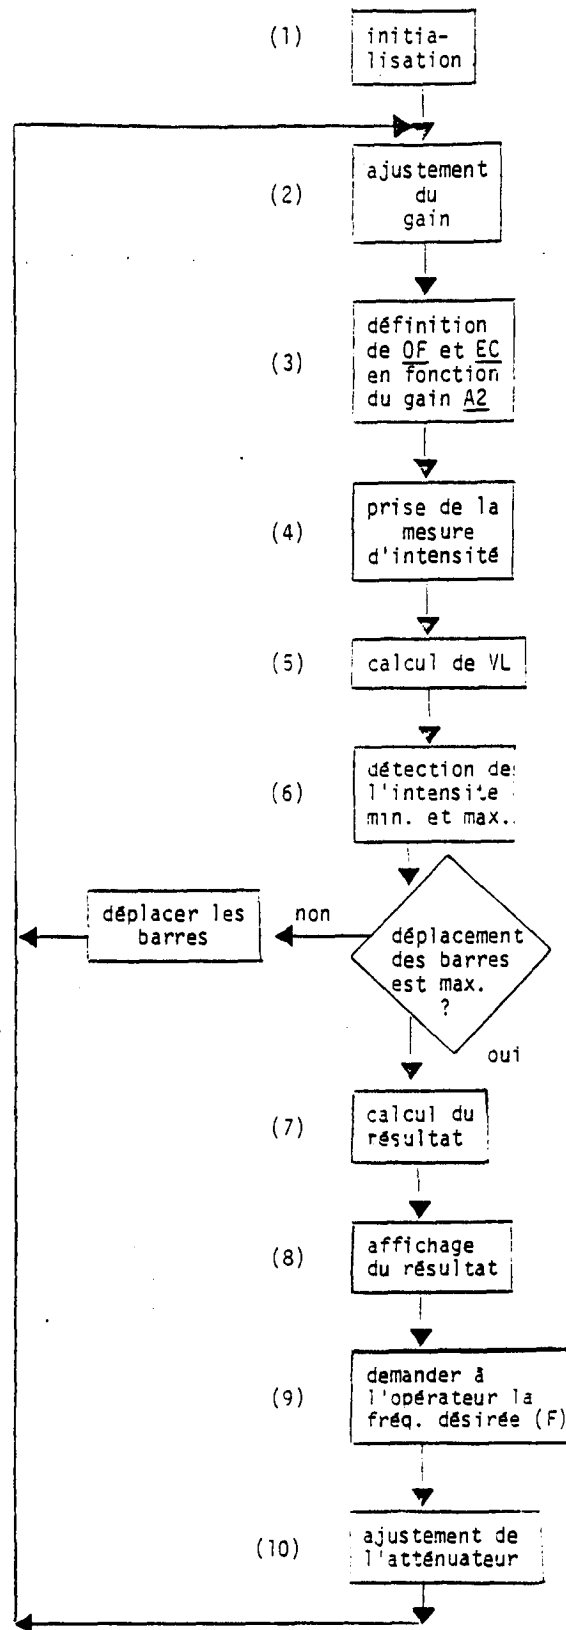 (1)
initia-
lisation
(2)
ajustement
du
gain
(3)
définition
de OF et EC
en fonction
du gain A2
(4)
prise de la
mesure
d'intensité
(5)
calcul de VL
(6)
détection des
l'intensite
min. et max.
déplacer les
barres
non
déplacement
des barres
est max.
?
oui
(7)
calcul du
résultat
(8)
affichage
du résultat
(9)
demander à
l'opérateur la
fréq. désirée (F)
(10)
ajustement de
l'atténuateur